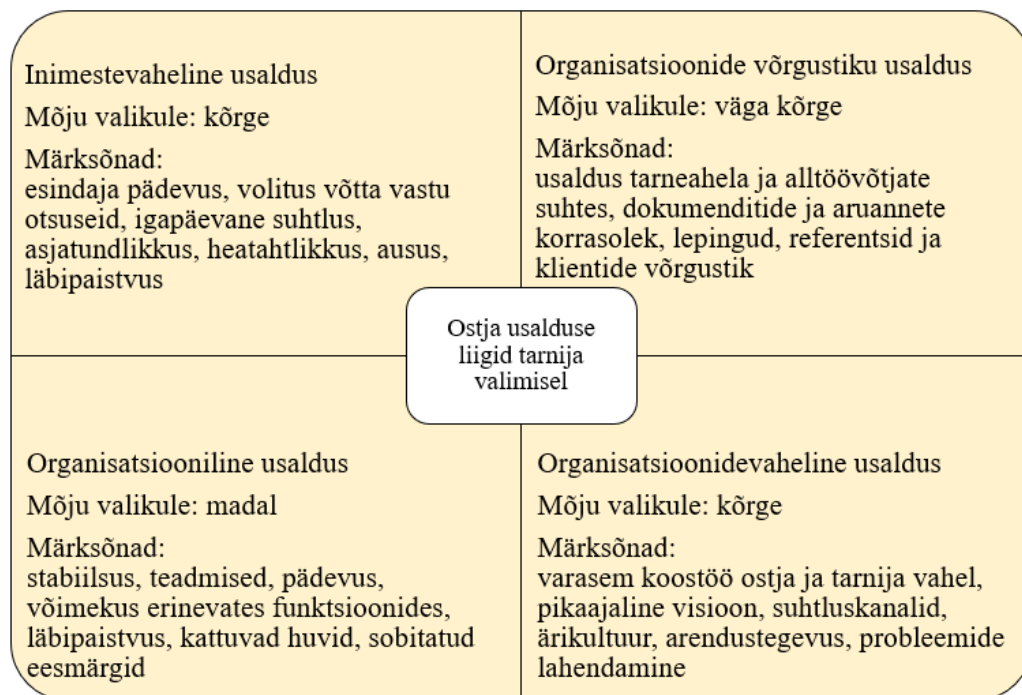 Inimestevaheline usaldus
Mõju valikule: kõrge
Märksõnad:
esindaja pädevus, volitus võtta vastu
otsuseid, igapäevane suhtlus,
asjatundlikkus, heatahtlikkus, ausus,
läbipaistvus
Organisatsioonide võrgustiku usaldus
Mõju valikule: väga kõrge
Märksõnad:
usaldus tarneahela ja alltöövõtjate
suhtes, dokumenditide ja aruannete
korrasolek, lepingud, referentsid ja
klientide võrgustik
Ostja usalduse
liigid tarnija
valimisel
Organisatsiooniline usaldus
Mõju valikule: madal
Märksõnad:
stabiilsus, teadmised, pädevus,
võimekus erinevates funktsioonides,
läbipaistvus, kattuvad huvid, sobitatud
eesmärgid
Organisatsioonidevaheline usaldus
Mõju valikule: kõrge
Märksõnad:
varasem koostöö ostja ja tarnija vahel,
pikaajaline visioon, suhtluskanalid,
ärikultuur, arendustegevus, probleemide
lahendamine